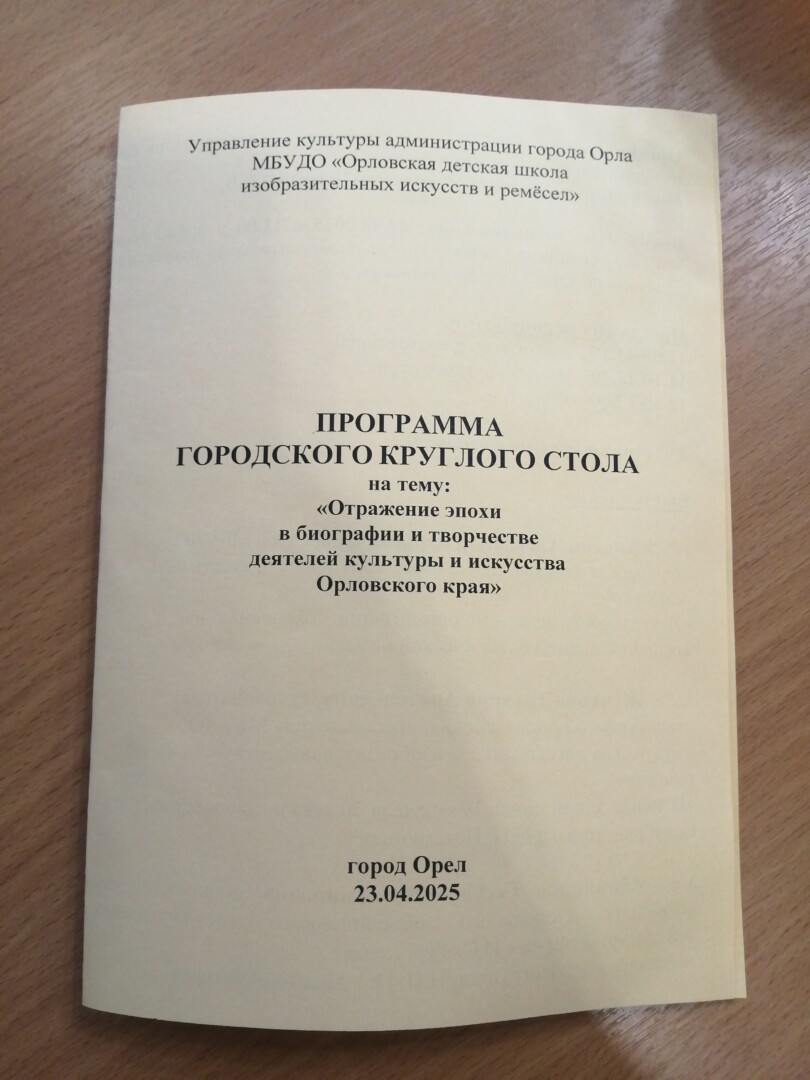 Управление культуры администрации города Орла
МБУДО «Орловская детская школа
изобразительных искусств и ремёсел»
ПРОГРАММА
ГОРОДСКОГО КРУГЛОГО СТОЛА
на тему:
«Отражение эпохи
в биографии и творчестве
деятелей культуры и искусства
Орловского края»
город Орел
23.04.2025